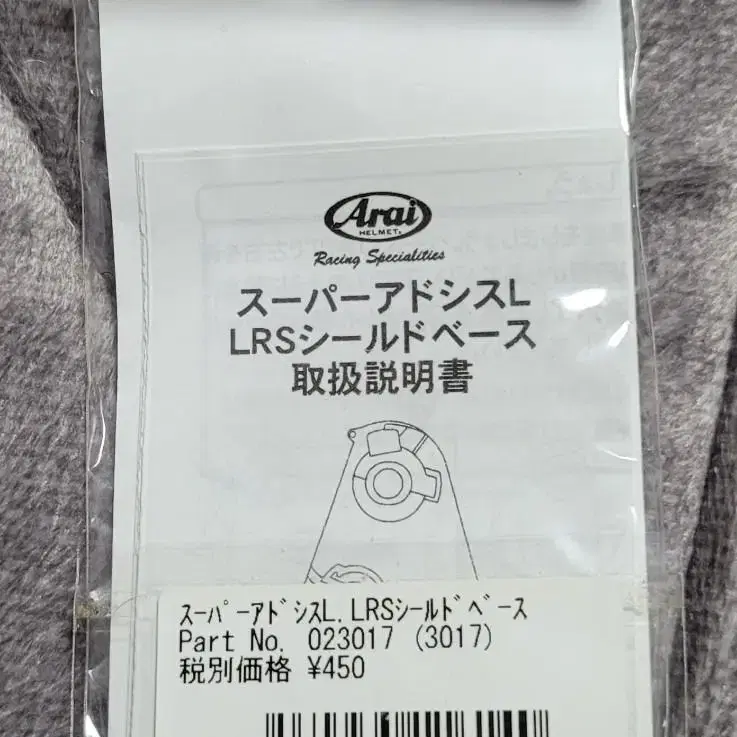 Arai
HELMET
Racing Specialities
スーパーアドシスL
LRSシールドベース
取扱説明書
ｽｰﾊﾟｰｱﾄﾞｼｽL.LRSｼｰﾙﾄﾞﾍﾞｰｽ
Part No. 023017 (3017)
税別価格 ¥450